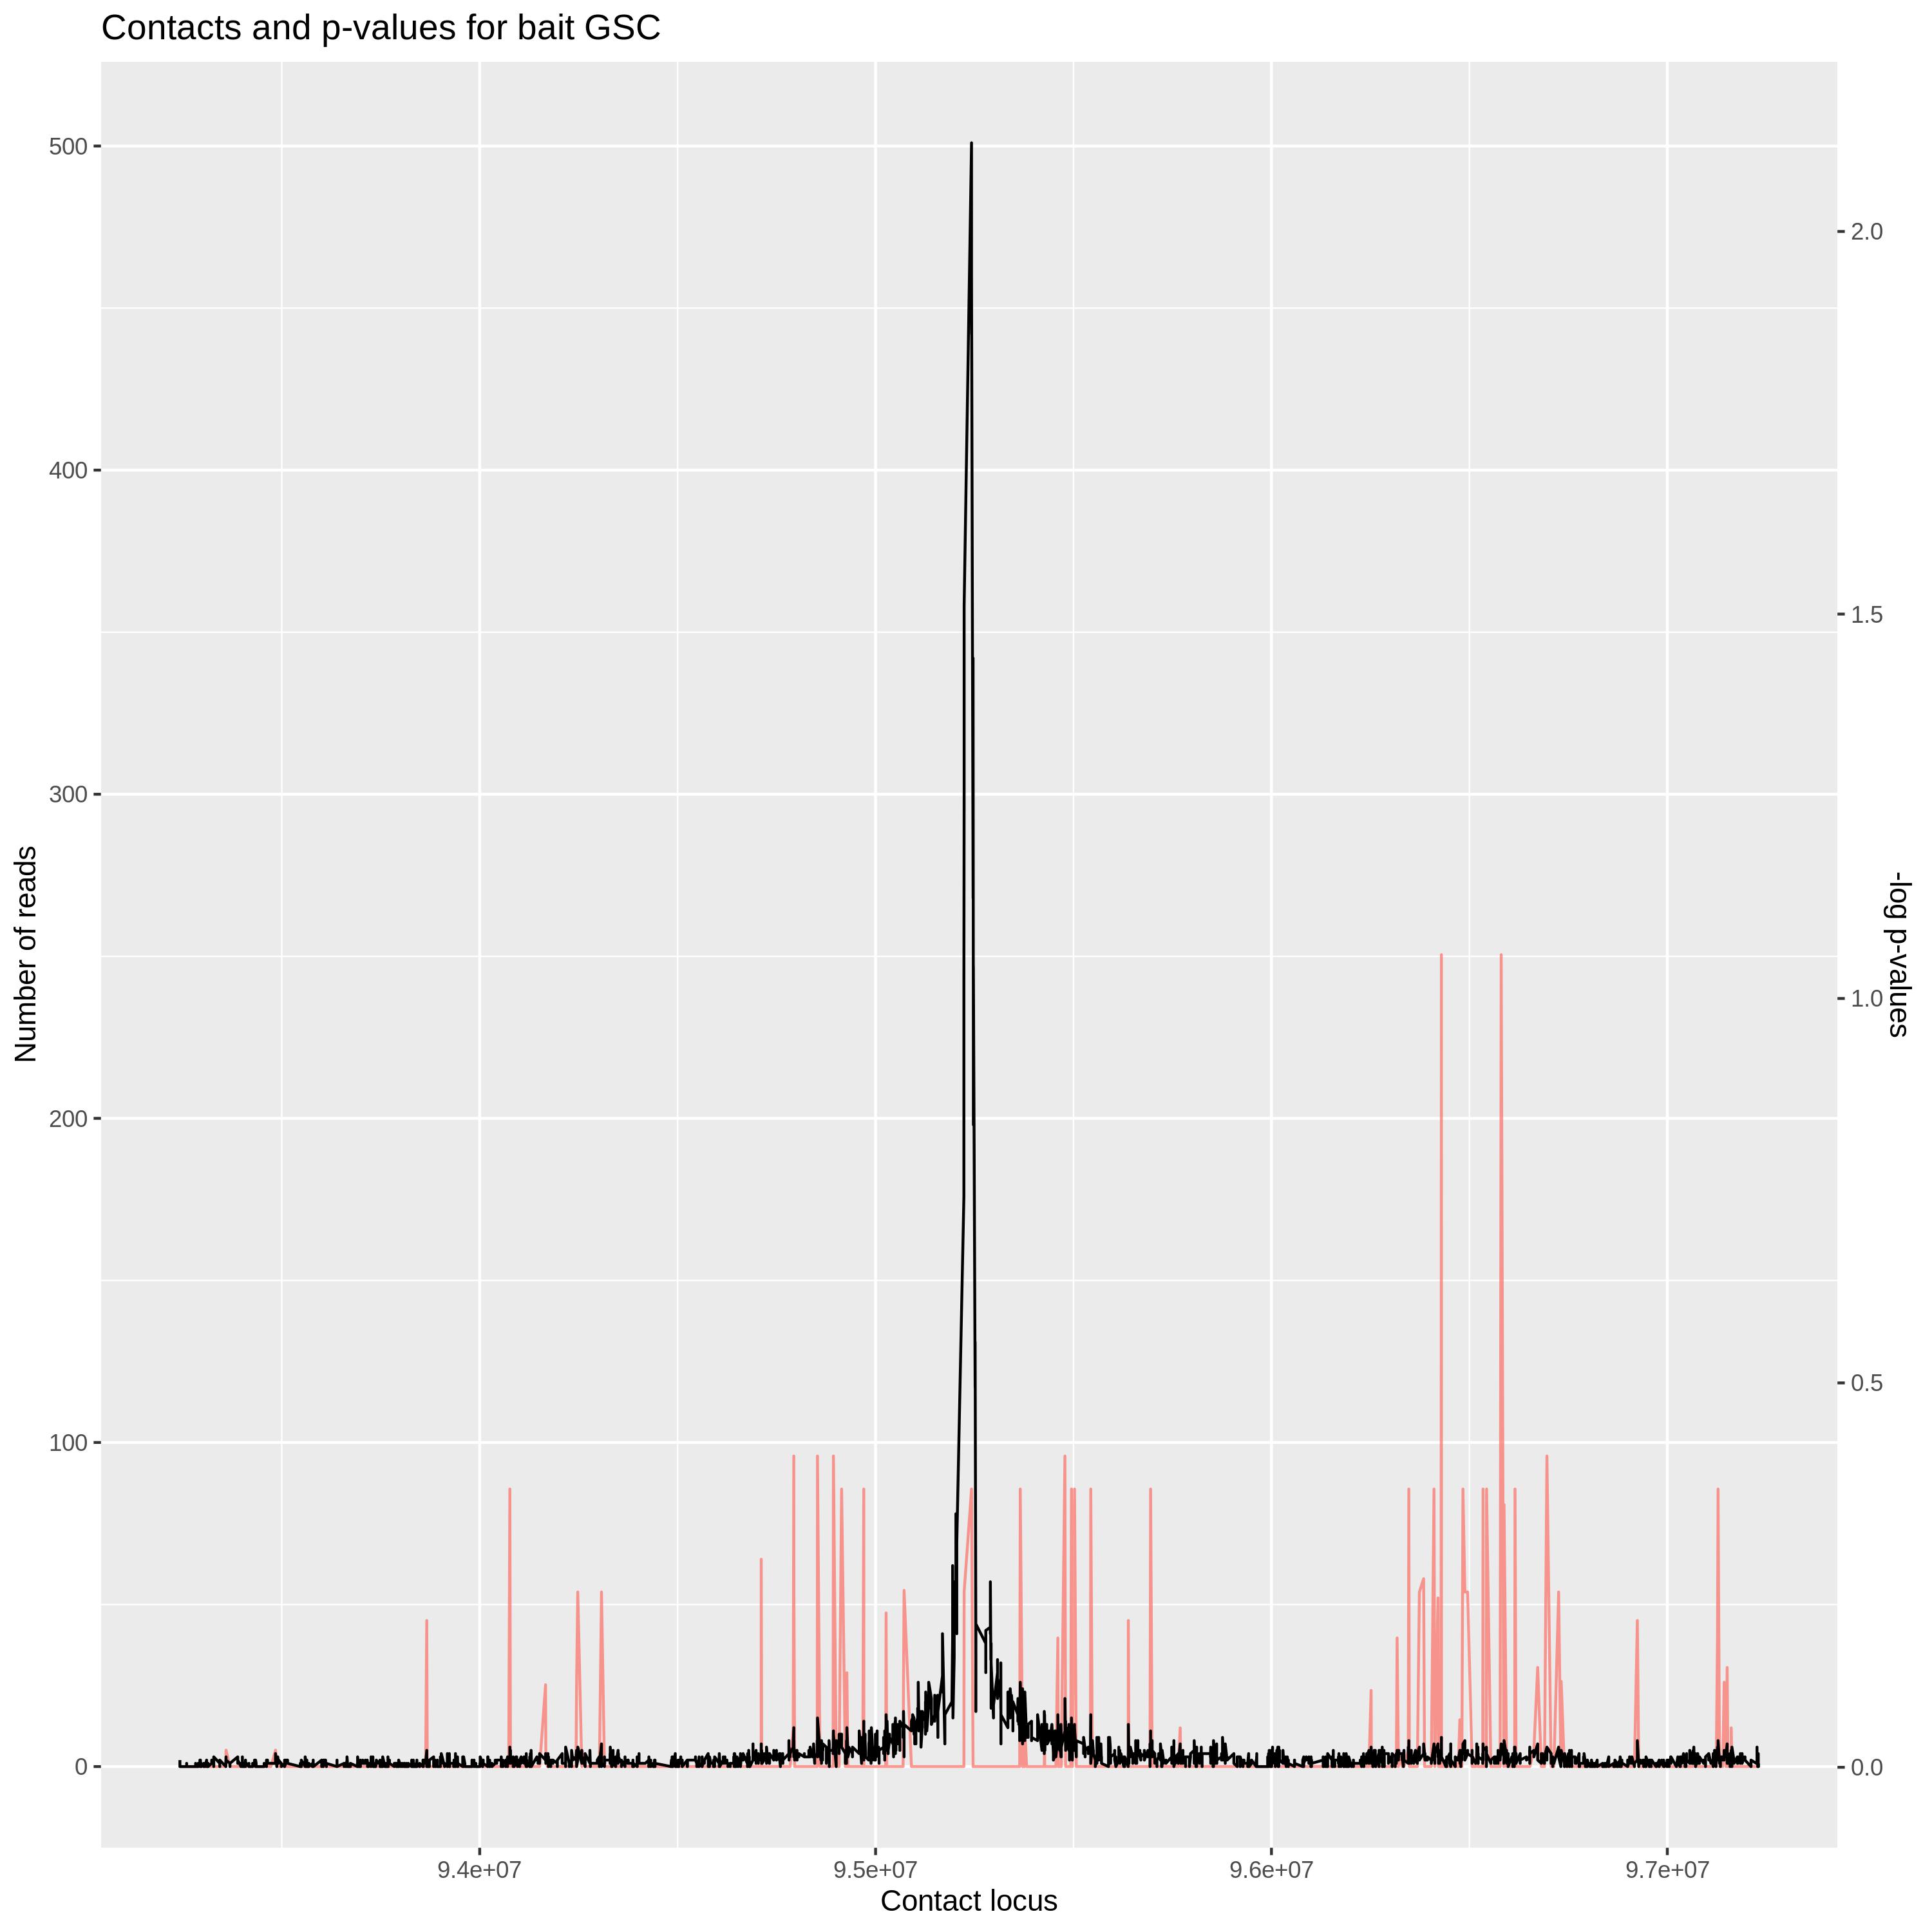 Contacts and p-values for bait GSC
500
400
300
200
100
0
Number of reads
2.0
1.5
1.0
0.5
0.0
-log p-values
9.4e+07
9.5e+07
9.6e+07
9.7e+07
Contact locus